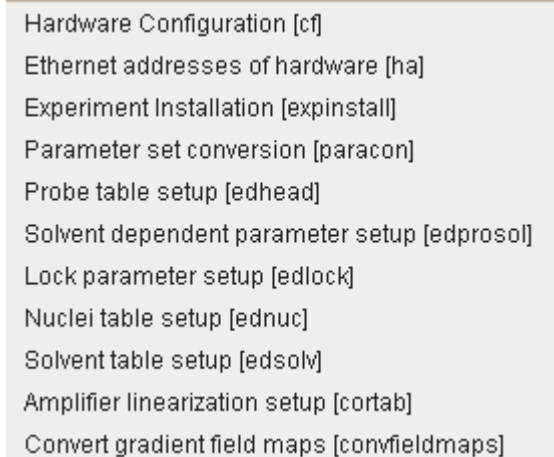 Hardware Configuration [cf]
Ethernet addresses of hardware [ha]
Experiment Installation [expinstall]
Parameter set conversion [paracon]
Probe table setup [edhead]
Solvent dependent parameter setup [edprosol]
Lock parameter setup [edlock]
Nuclei table setup [ednuc]
Solvent table setup [edsolv]
Amplifier linearization setup [cortab]
Convert gradient field maps [convfieldmaps]